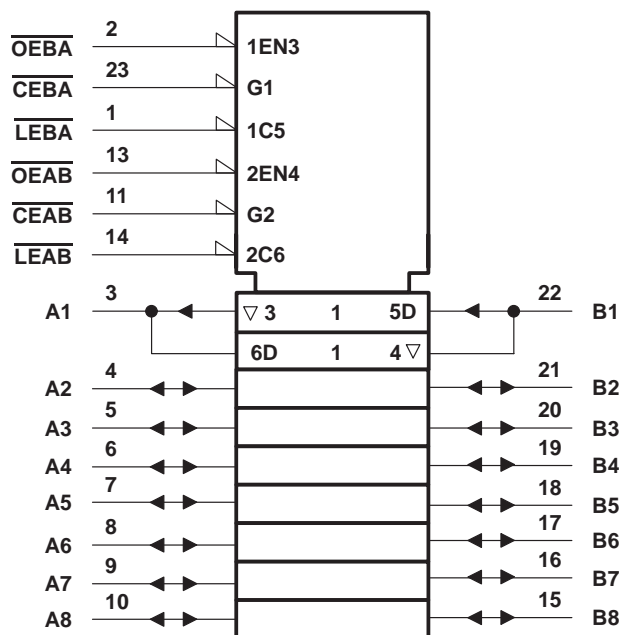 OEBA 2 1EN3
CEBA 23 G1
LEBA 1 1C5
OEAB 13 2EN4
CEAB 11 G2
LEAB 14 2C6
A1 3 ▽ 3 1 5D 22 B1
6D 1 4 ▽
A2 4 21 B2
A3 5 20 B3
A4 6 19 B4
A5 7 18 B5
A6 8 17 B6
A7 9 16 B7
A8 10 15 B8